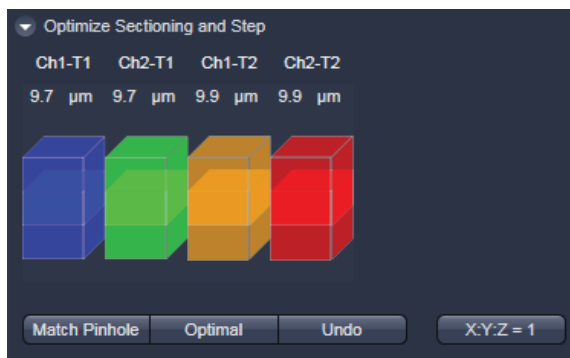 Optimize Sectioning and Step
Ch1-T1 Ch2-T1 Ch1-T2 Ch2-T2
9.7 µm 9.7 µm 9.9 µm 9.9 µm
Match Pinhole Optimal Undo X:Y:Z = 1